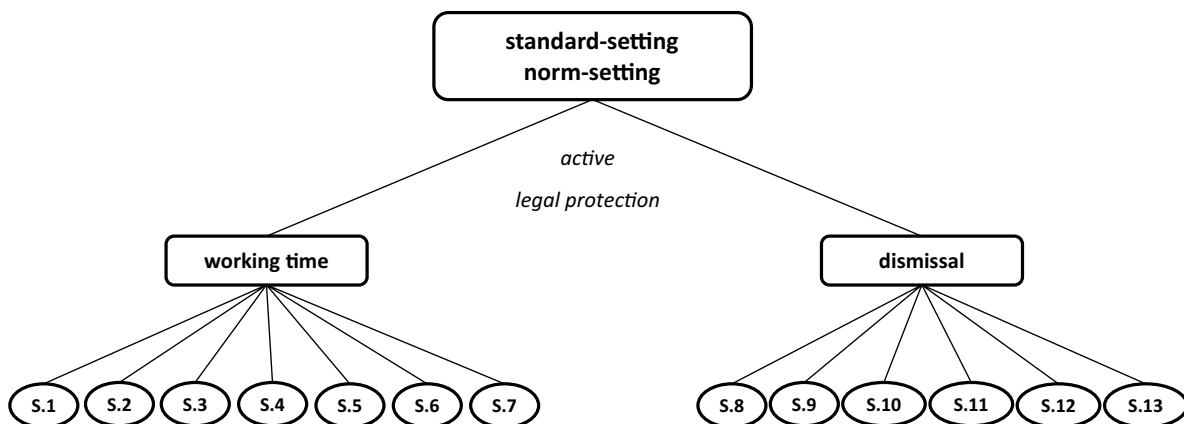 standard-setting
norm-setting
active
legal protection
working time
dismissal
S.1 S.2 S.3 S.4 S.5 S.6 S.7 S.8 S.9 S.10 S.11 S.12 S.13